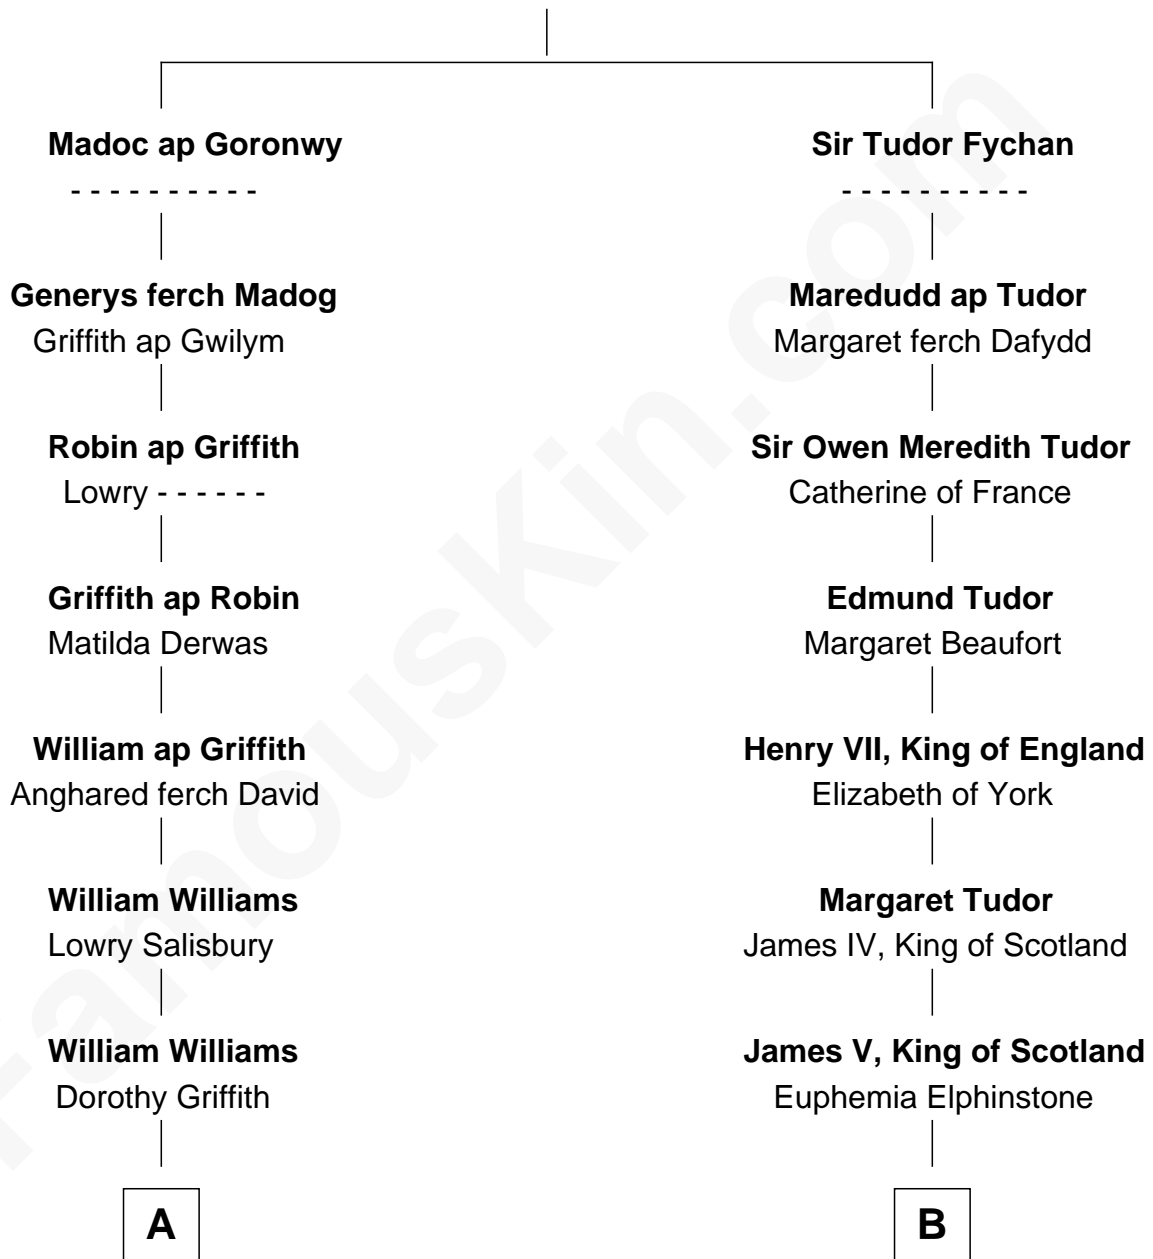 Madoc ap Goronwy
- - - - - - - - - -
Generys ferch Madog
Griffith ap Gwilym
Robin ap Griffith
Lowry - - - - - -
Griffith ap Robin
Matilda Derwas
William ap Griffith
Anghared ferch David
William Williams
Lowry Salisbury
William Williams
Dorothy Griffith
A
Sir Tudor Fychan
- - - - - - - - - -
Maredudd ap Tudor
Margaret ferch Dafydd
Sir Owen Meredith Tudor
Catherine of France
Edmund Tudor
Margaret Beaufort
Henry VII, King of England
Elizabeth of York
Margaret Tudor
James IV, King of Scotland
James V, King of Scotland
Euphemia Elphinstone
B
FamousKin.com